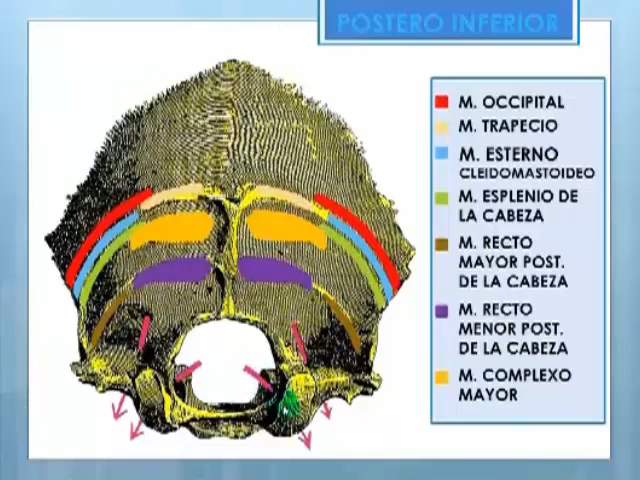 POSTERO INFERIOR
M. OCCIPITAL
M. TRAPECIO
M. ESTERNO
CLEIDOMASTOIDEO
M. ESPLENIO DE
LA CABEZA
M. RECTO
MAYOR POST.
DE LA CABEZA
M. RECTO
MENOR POST.
DE LA CABEZA
M. COMPLEXO
MAYOR